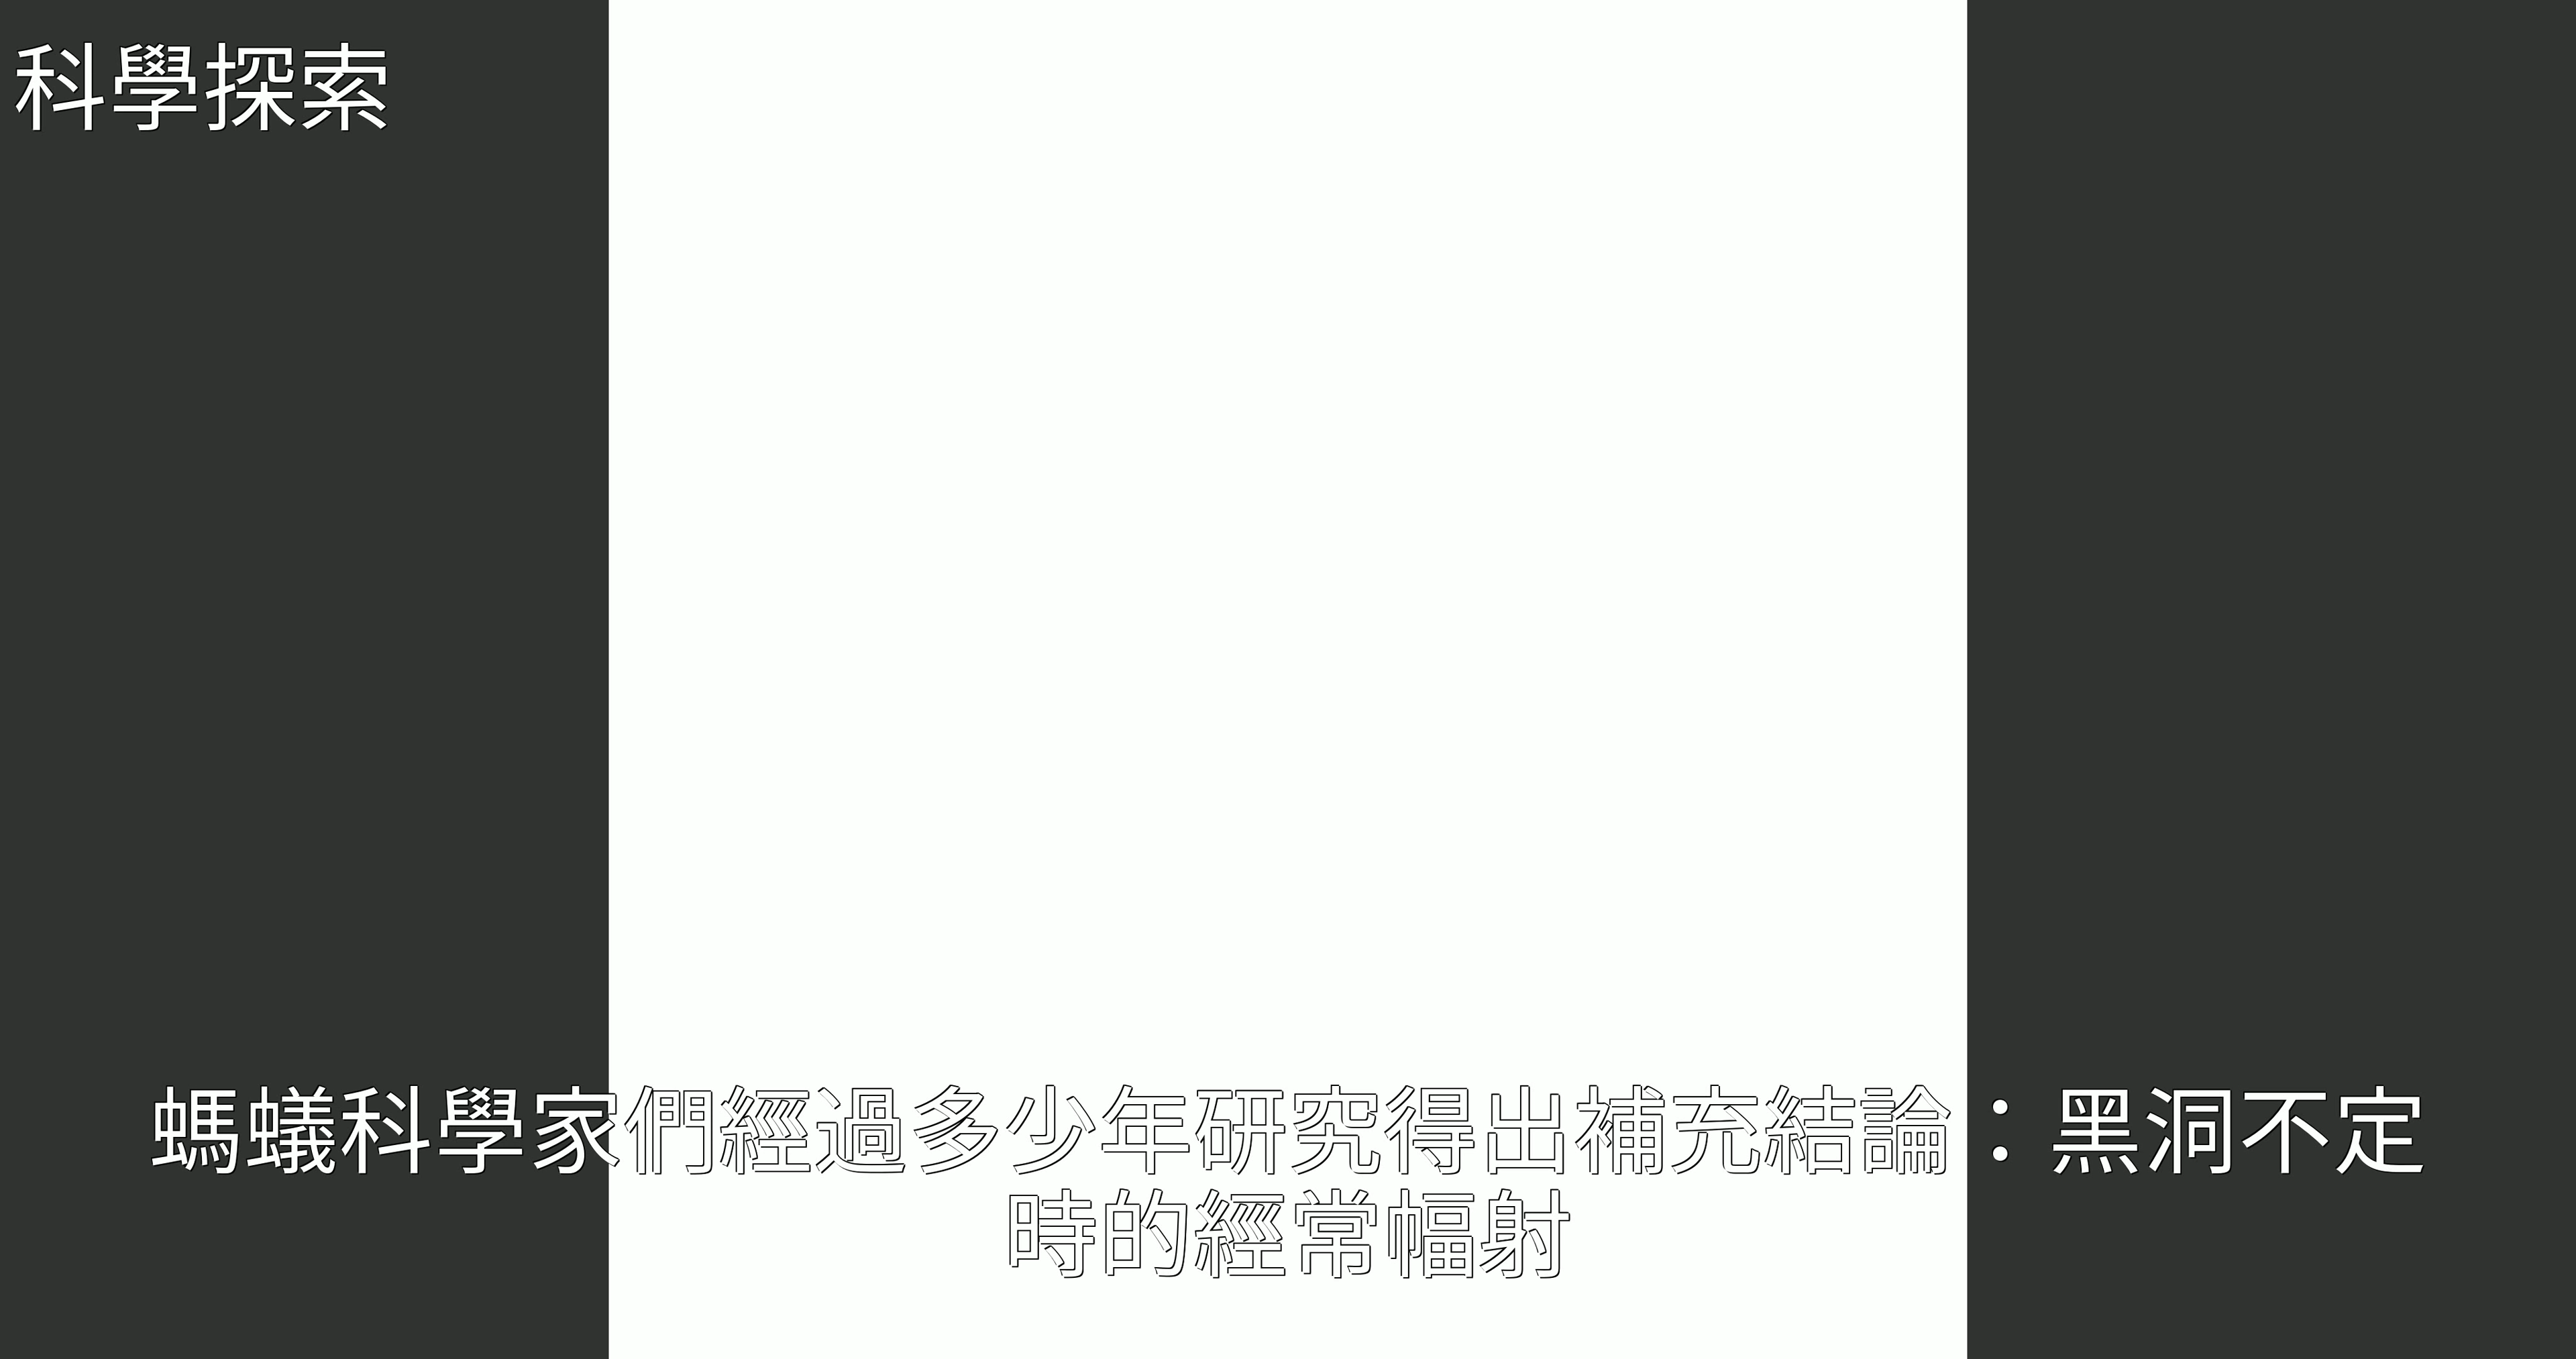 科學探索
螞蟻科學家們經過多少年研究得出補充結論：黑洞不定
時的經常幅射